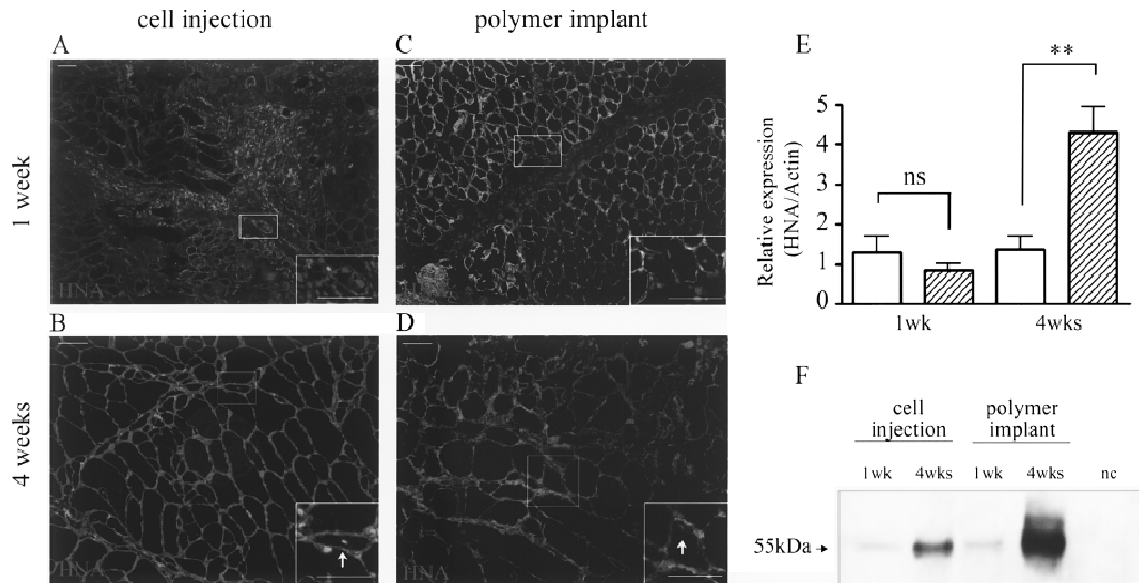 cell injection
polymer implant
A
C
E
1 week
HNA
B
D
4 weeks
HNA
HNA
**
ns
Relative expression
(HNA/Actin)
5
4
3
2
1
0
1wk
4wks
F
cell
injection
polymer
implant
1wk
4wks
1wk
4wks
nc
55kDa